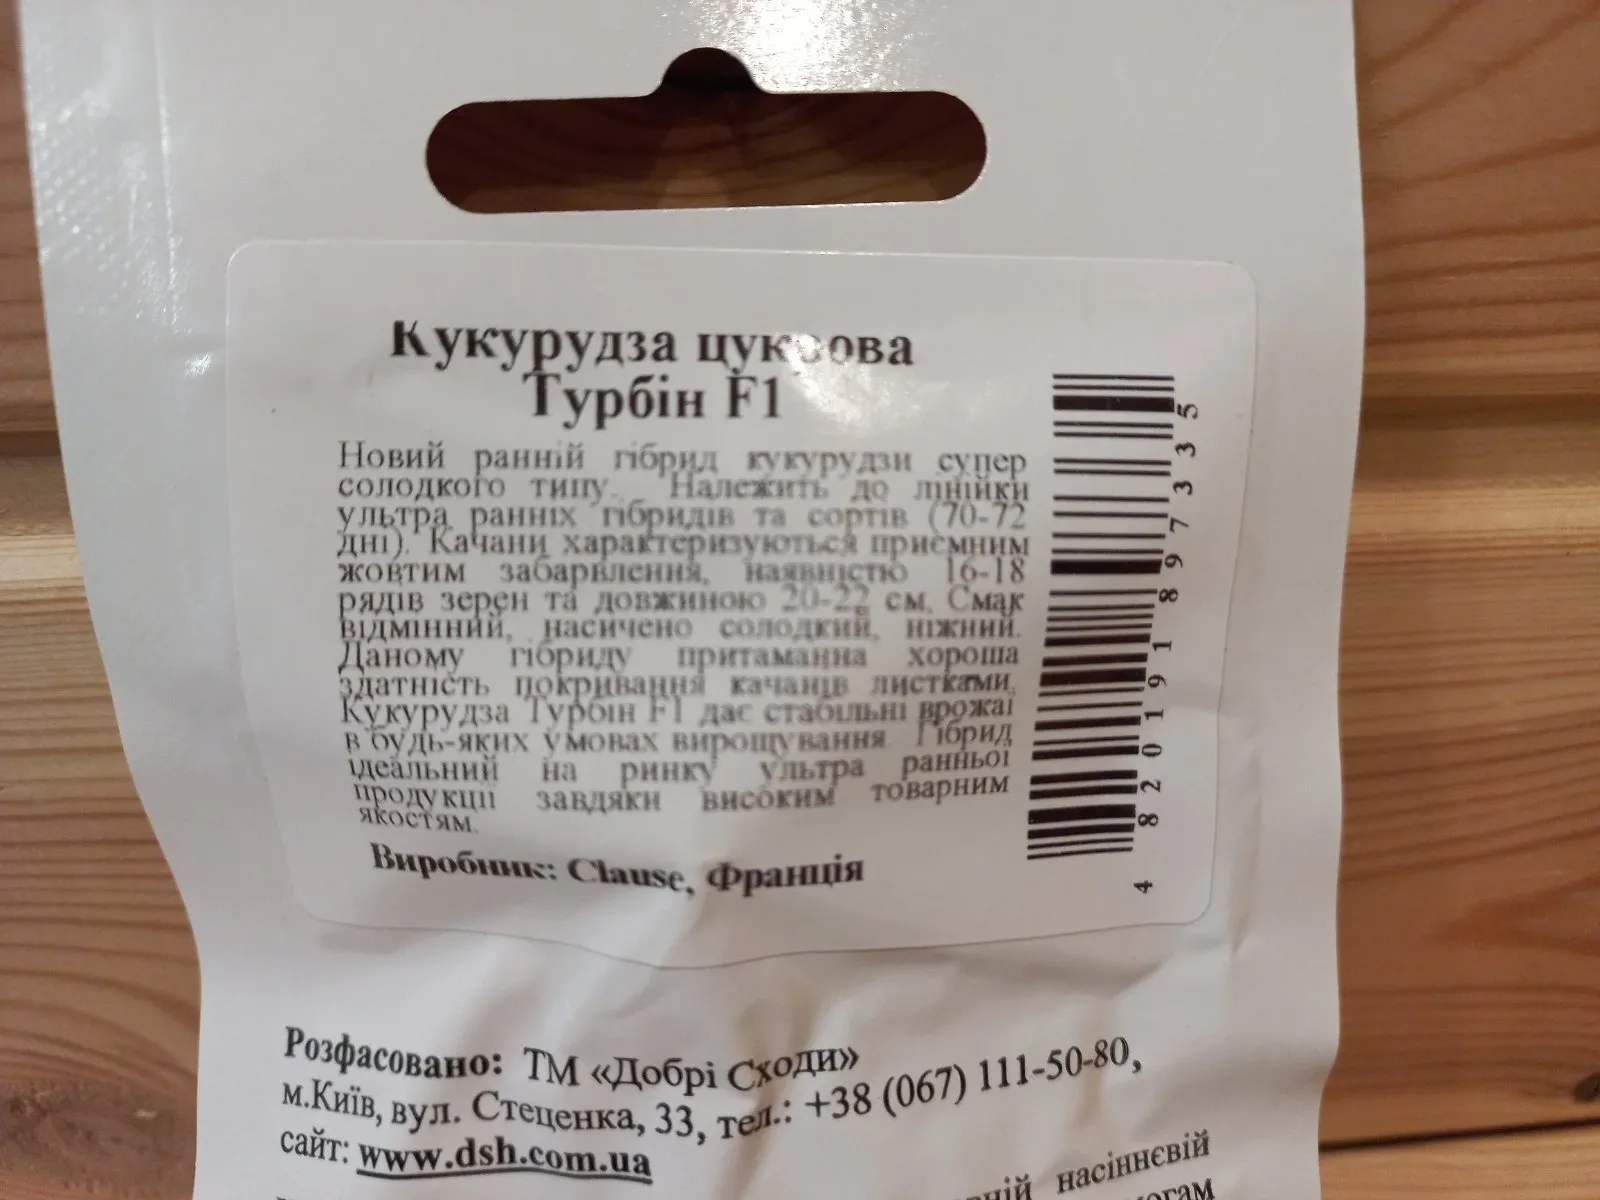 Кукурудза цукрова
Турбін F1
Новий ранній гібрид кукурудзи супер
солодкого типу. Належить до лінійки
ультра ранніх гібридів та сортів (70-72
дні). Качани характеризуються приємним
жовтим забарвлення, наявністю 16-18
рядів зерен та довжиною 20-22 см. Смак
відмінний, насичено солодкий, ніжний.
Даному гібриду притаманна хороша
здатність покривання качанів листками.
Кукурудза Турбін F1 дає стабільні врожаї
в будь-яких умовах вирощування. Гібрид
ідеальний на ринку ультра ранньої
продукції завдяки високим товарним
якостям.
Виробник: Clause, Франція
4 820191 897335
Розфасовано: ТМ «Добрі Сходи»
м.Київ, вул. Стеценка, 33, тел.: +38 (067) 111-50-80,
сайт: www.dsh.com.ua
насіннєвій